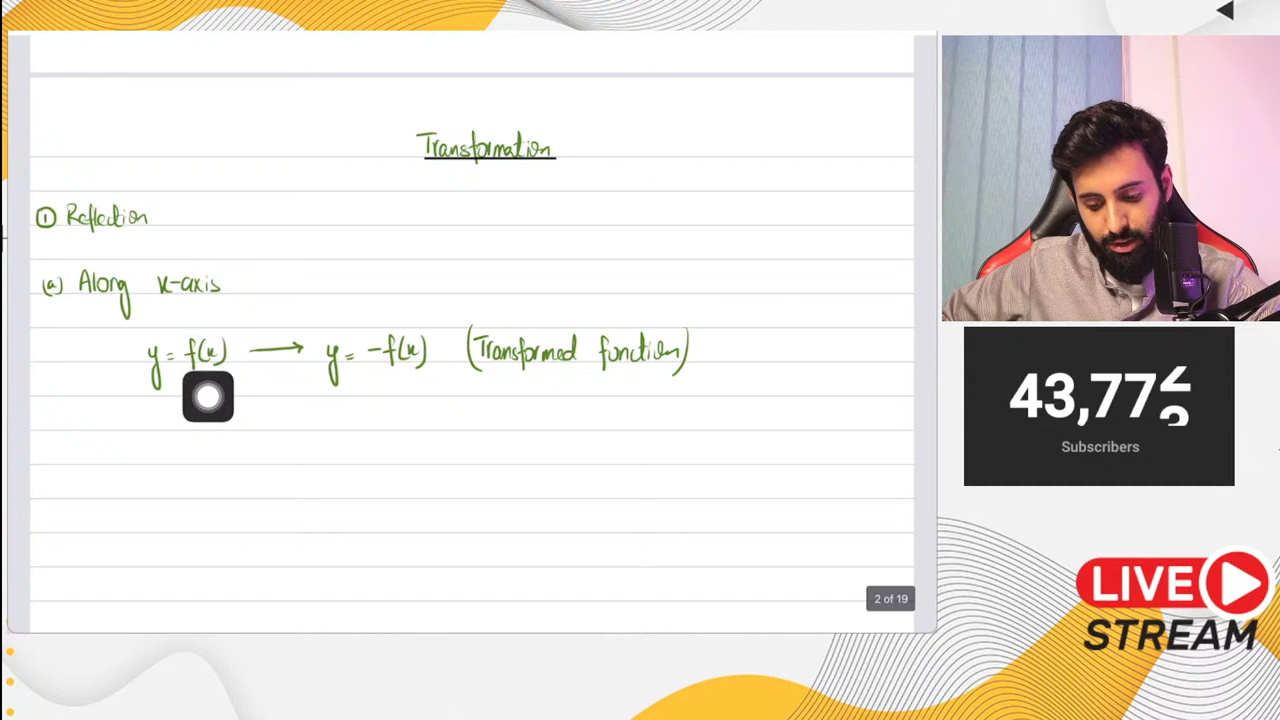 Transformation
① Reflection
(a) Along x-axis
y = f(x) → y = -f(x) (Transformed function)
2 of 19
43,77
Subscribers
LIVE
STREAM